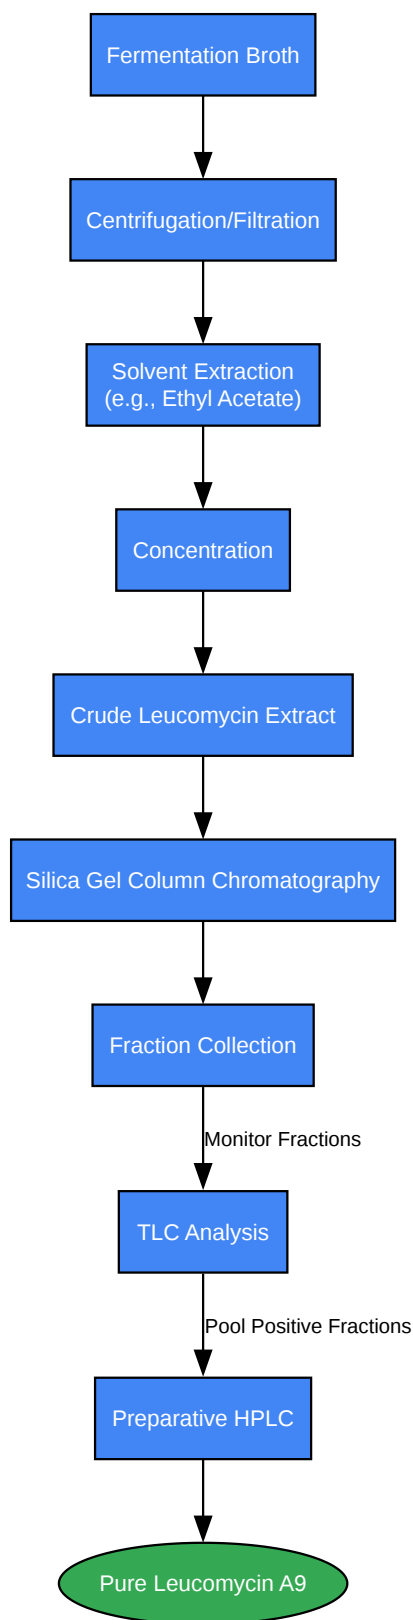 Fermentation Broth
Centrifugation/Filtration
Solvent Extraction
(e.g., Ethyl Acetate)
Concentration
Crude Leucomycin Extract
Silica Gel Column Chromatography
Fraction Collection
Monitor Fractions
TLC Analysis
Pool Positive Fractions
Preparative HPLC
Pure Leucomycin A9